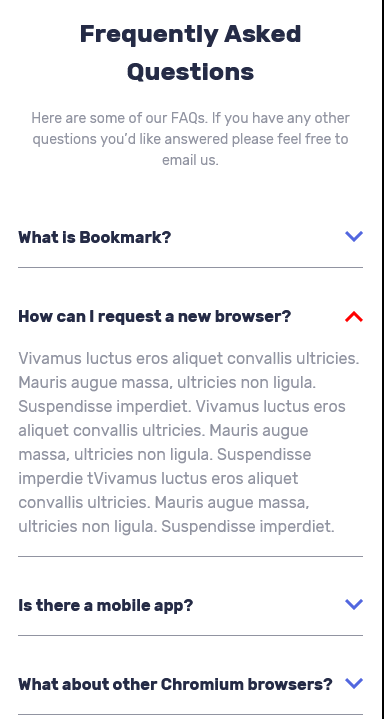 Frequently Asked
Questions
Here are some of our FAQs. If you have any other
questions you'd like answered please feel free to
email us.
What is Bookmark?
How can I request a new browser?
Vivamus luctus eros aliquet convallis ultricies.
Mauris augue massa, ultricies non ligula.
Suspendisse imperdiet. Vivamus luctus eros
aliquet convallis ultricies. Mauris augue
massa, ultricies non ligula. Suspendisse
imperdie tVivamus luctus eros aliquet
convallis ultricies. Mauris augue massa,
ultricies non ligula. Suspendisse imperdiet.
Is there a mobile app?
What about other Chromium browsers?